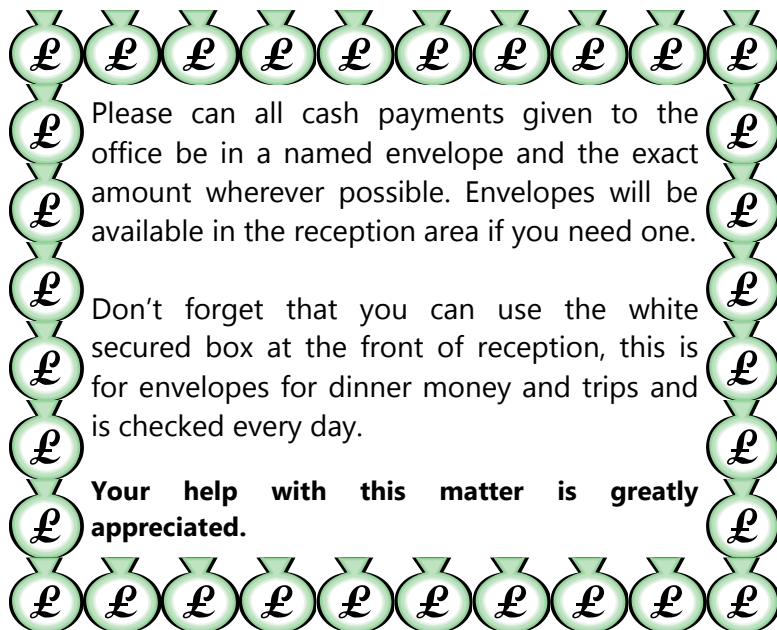 £ £ £ £ £ £ £ £ £ £
£ Please can all cash payments given to the £
office be in a named envelope and the exact
£ amount wherever possible. Envelopes will be £
available in the reception area if you need one.
£ £
Don’t forget that you can use the white
£ secured box at the front of reception, this is £
for envelopes for dinner money and trips and
£ is checked every day. £
£ Your help with this matter is greatly £
appreciated.
£ £ £ £ £ £ £ £ £ £